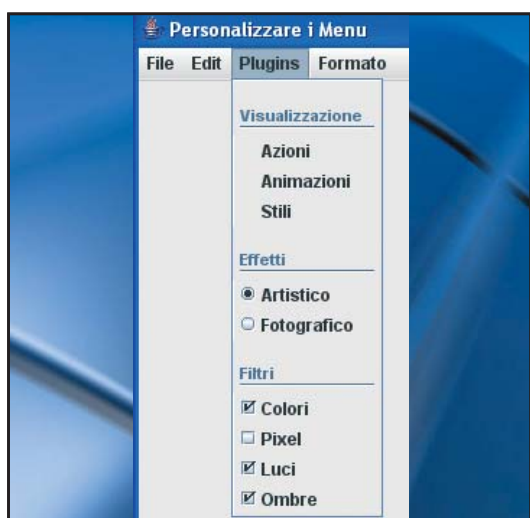 Personalizzare i Menu
File Edit Plugins Formato
Visualizzazione
Azioni
Animazioni
Stili
Effetti
Artistico
Fotografico
Filtri
Colori
Pixel
Luci
Ombre